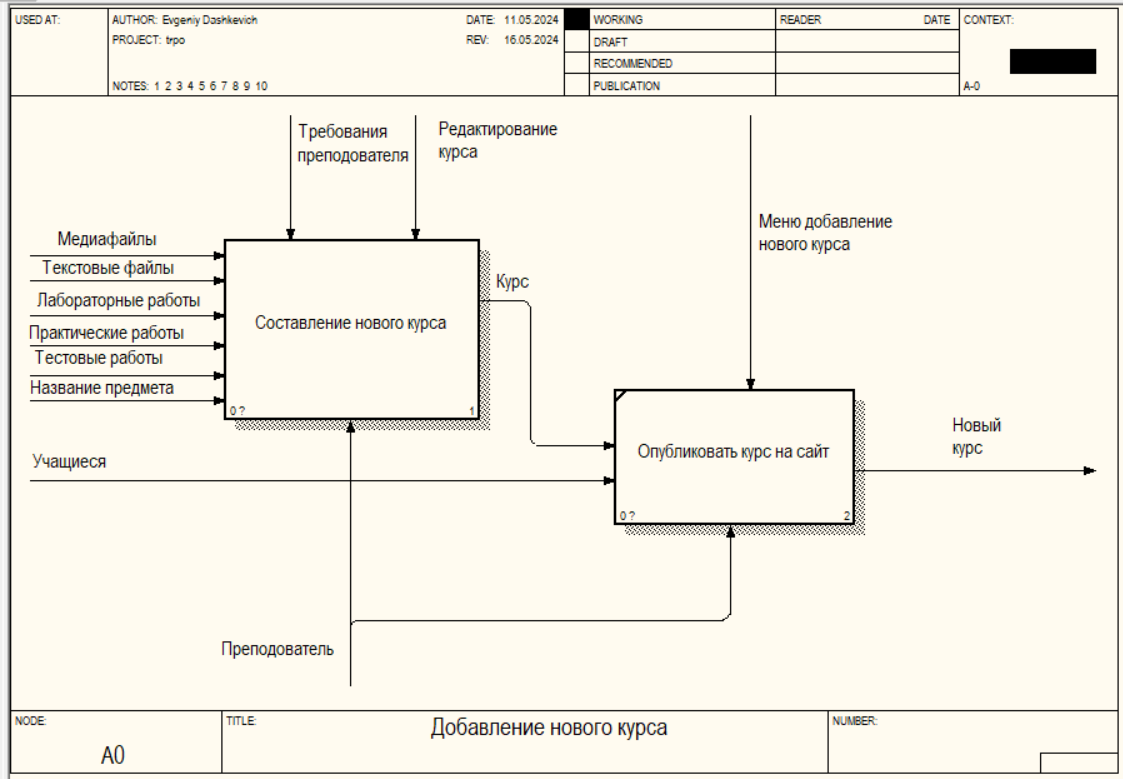 USED AT:
AUTHOR: Evgeniy Dashkevich
DATE: 11.05.2024
WORKING
READER
DATE
CONTEXT:
PROJECT: trpo
REV: 16.05.2024
DRAFT
RECOMMENDED
NOTES: 1 2 3 4 5 6 7 8 9 10
PUBLICATION
A-0
Требования
преподователя
Редактирование
курса
Меню добавление
нового курса
Медиафайлы
Текстовые файлы
Лабораторные работы
Практические работы
Тестовые работы
Название предмета
Составление нового курса
0 ?
1
Курс
Учащиеся
Опубликовать курс на сайт
0 ?
2
Новый
курс
Преподователь
NODE:
A0
TITLE:
Добавление нового курса
NUMBER: